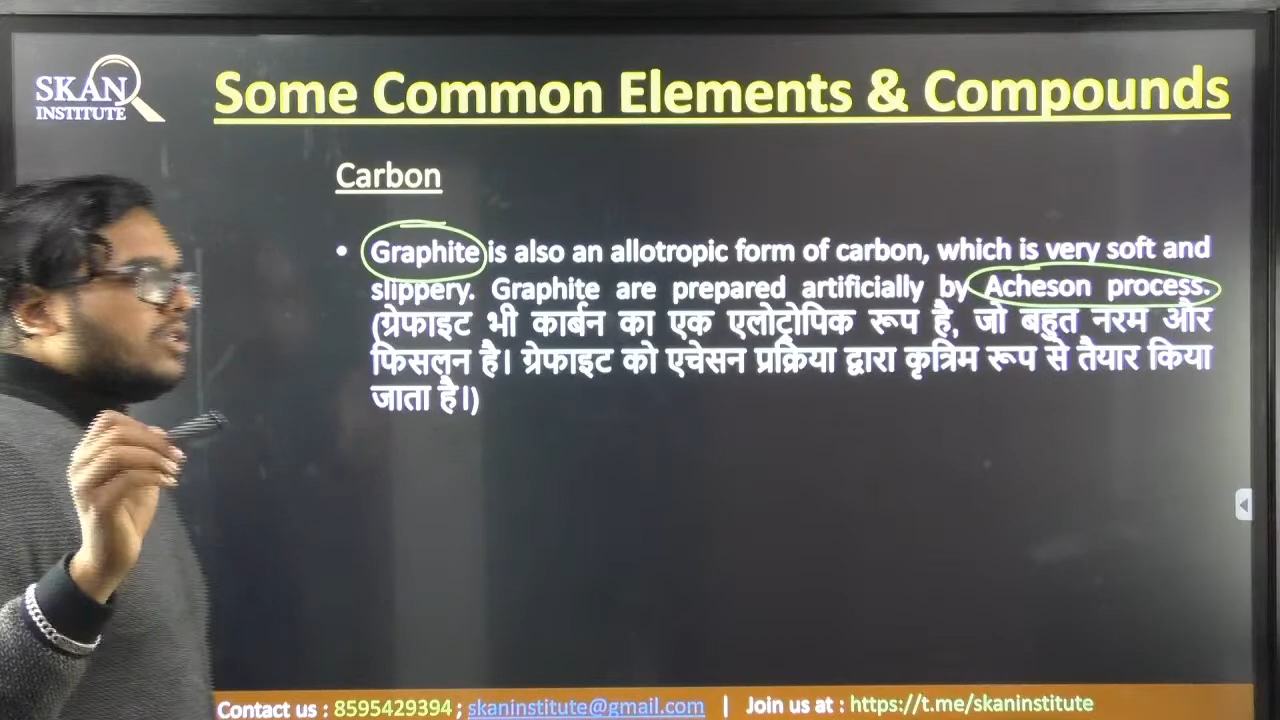 SKAN
INSTITUTE
Some Common Elements & Compounds
Carbon
• Graphite is also an allotropic form of carbon, which is very soft and
slippery. Graphite are prepared artificially by Acheson process.
(ग्रेफाइट भी कार्बन का एक एलोट्रोपिक रूप है, जो बहुत नरम और
फिसलन है। ग्रेफाइट को एचेसन प्रक्रिया द्वारा कृत्रिम रूप से तैयार किया
जाता है।)
Contact us : 8595429394 ; skaninstitute@gmail.com | Join us at : https://t.me/skaninstitute